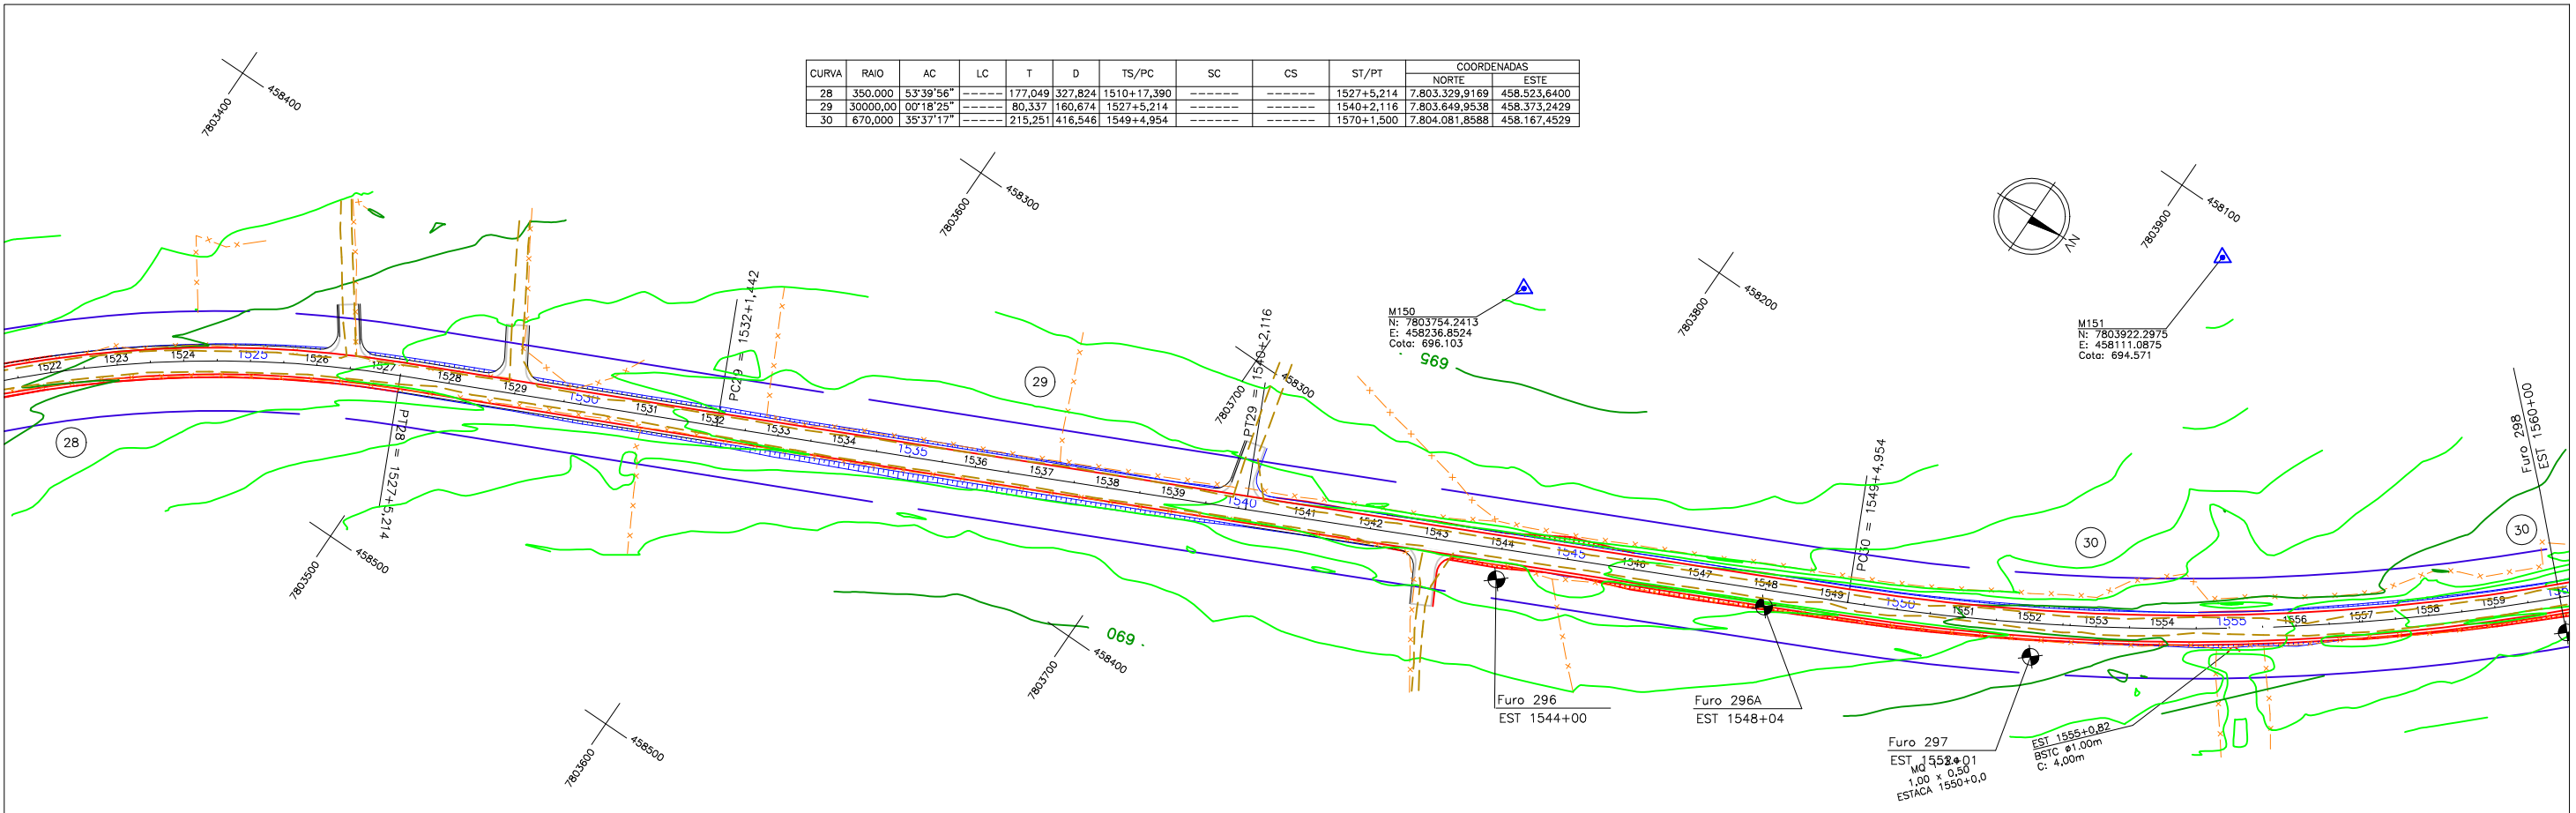 CURVA RAIO AC LC T D TS/PC SC CS ST/PT COORDENADAS
NORTE ESTE
28 350.000 53°39'56" ----- 177,049 327,824 1510+17,390 ------ ------ 1527+5,214 7.803.329,9169 458.523,6400
29 30000,00 00°18'25" ----- 80,337 160,674 1527+5,214 ------ ------ 1540+2,116 7.803.649,9538 458.373,2429
30 670,000 35°37'17" ----- 215,251 416,546 1549+4,954 ------ ------ 1570+1,500 7.804.081,8588 458.167,4529
7803400
458400
7803600
458300
7803800
458200
7803900
458100
NV
M150
N: 7803754.2413
E: 458236.8524
Cota: 696.103
M151
N: 7803922.2975
E: 458111.0875
Cota: 694.571
695
PC29 = 1532+1,442
PT29 = 1540+2,116
7803700
458300
29
28
30
30
PT28 = 1527+5,214
PC30 = 1549+4,954
Furo 298
EST 1560+00
1522
1523
1524
1525
1526
1527
1528
1529
1530
1531
1532
1533
1534
1535
1536
1537
1538
1539
1540
1541
1542
1543
1544
1545
1546
1547
1548
1549
1550
1551
1552
1553
1554
1555
1556
1557
1558
1559
7803500
458500
690
7803700
458400
7803600
458500
Furo 296
EST 1544+00
Furo 296A
EST 1548+04
Furo 297
EST 1552+01
1,00 x 0,50
ESTACA 1550+0,0
EST 1555+0,82
BSTC ø1.00m
C: 4,00m